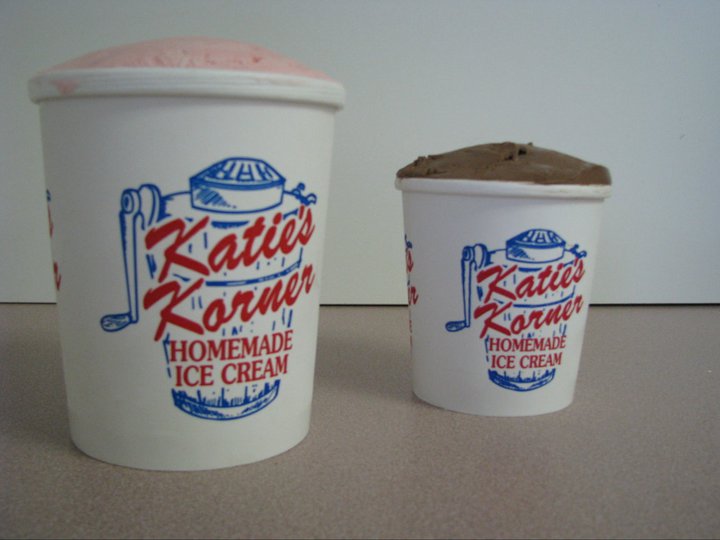 Katie's
Korner
HOMEMADE
ICE CREAM
Katie's
Korner
HOMEMADE
ICE CREAM